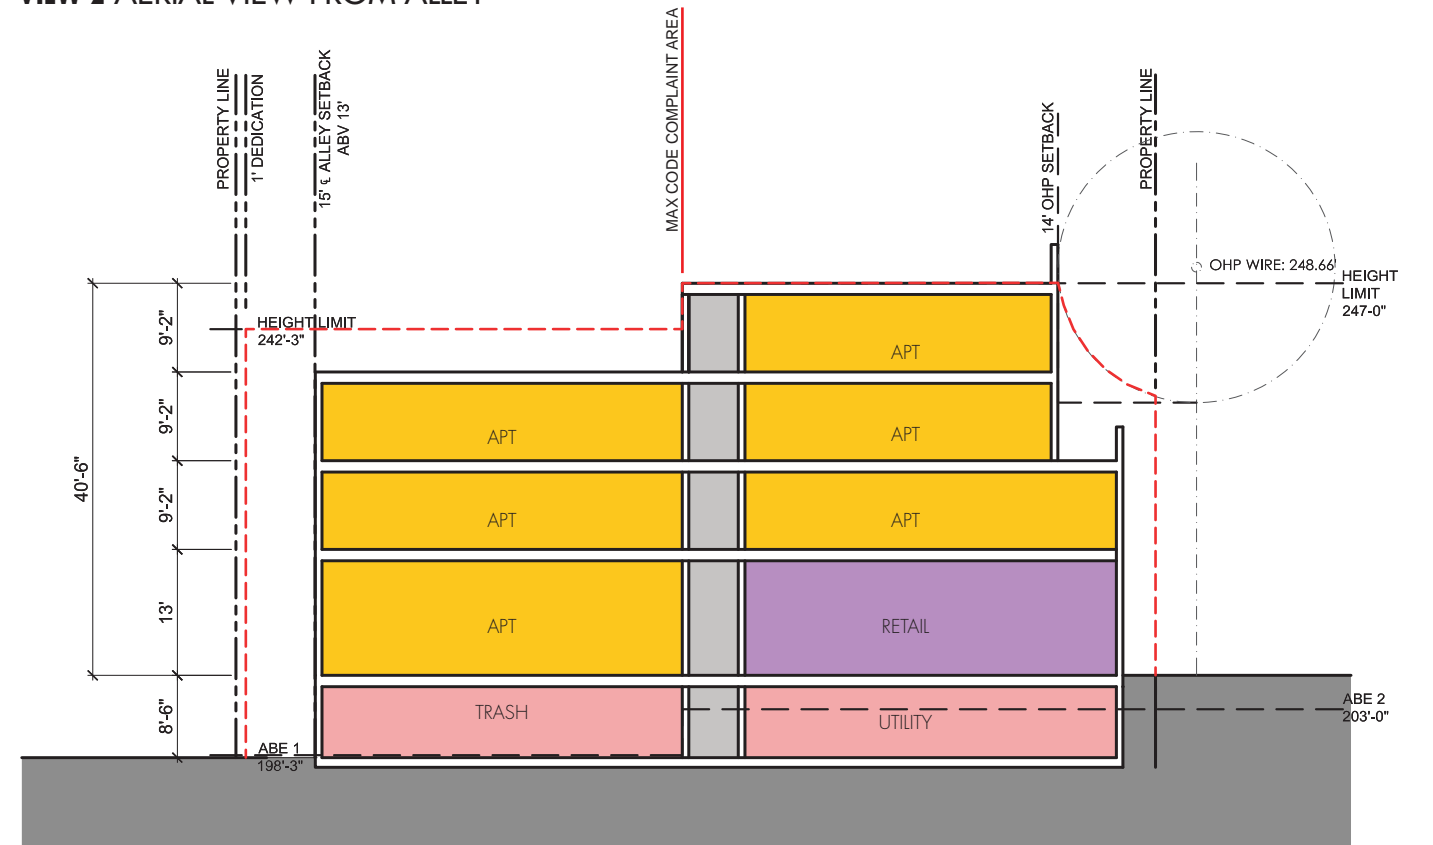 VIEW 2 AERIAL VIEW FROM ALLEY
PROPERTY LINE
1' DEDICATION
15' ℄ ALLEY SETBACK
ABV 13'
MAX CODE COMPLAINT AREA
14' OHP SETBACK
PROPERTY LINE
OHP WIRE: 248.66'
HEIGHT
LIMIT
247'-0"
HEIGHT LIMIT
242'-3"
9'-2"
9'-2"
9'-2"
13'
8'-6"
40'-6"
APT
APT
APT
APT
APT
APT
RETAIL
TRASH
UTILITY
ABE 1
198'-3"
ABE 2
203'-0"